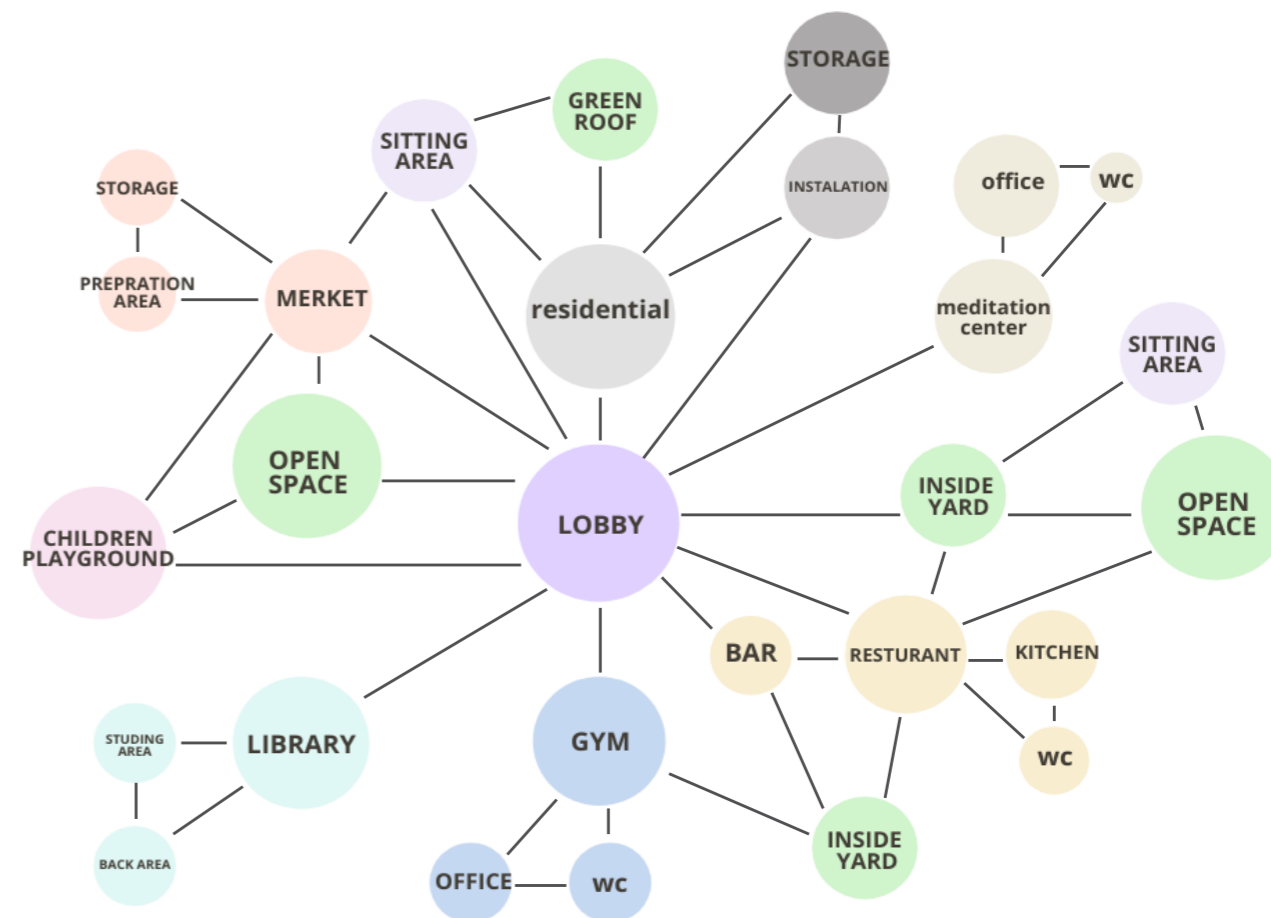 STORAGE
GREEN
ROOF
SITTING
AREA
STORAGE
INSTALATION
office
wc
PREPRATION
AREA
MERKET
residential
meditation
center
SITTING
AREA
OPEN
SPACE
INSIDE
YARD
OPEN
SPACE
CHILDREN
PLAYGROUND
LOBBY
BAR
RESTURANT
KITCHEN
wc
STUDING
AREA
LIBRARY
GYM
BACK AREA
OFFICE
wc
INSIDE
YARD